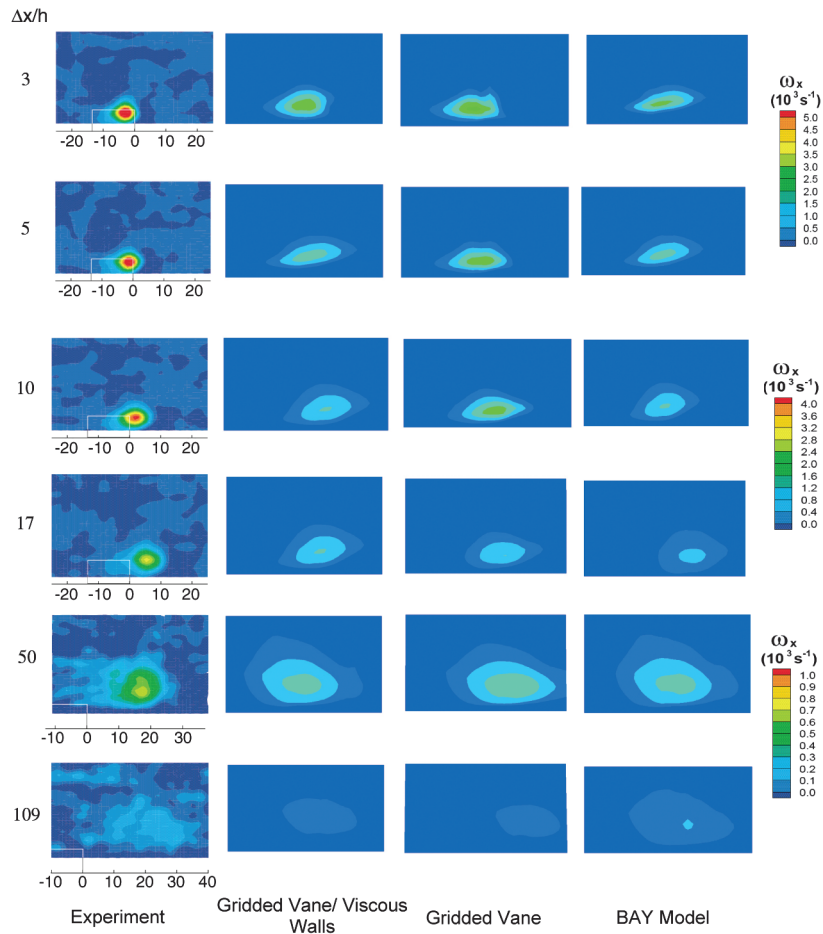 Δx/h
3
-20 -10 0 10 20
ωx
(10³s⁻¹)
5.0
4.5
4.0
3.5
3.0
2.5
2.0
1.5
1.0
0.5
0.0
5
-20 -10 0 10 20
10
-20 -10 0 10 20
ωx
(10³s⁻¹)
4.0
3.6
3.2
2.8
2.4
2.0
1.6
1.2
0.8
0.4
0.0
17
-20 -10 0 10 20
50
-10 0 10 20 30
ωx
(10³s⁻¹)
1.0
0.9
0.8
0.7
0.6
0.5
0.4
0.3
0.2
0.1
0.0
109
-10 0 10 20 30 40
Experiment
Gridded Vane/ Viscous
Walls
Gridded Vane
BAY Model